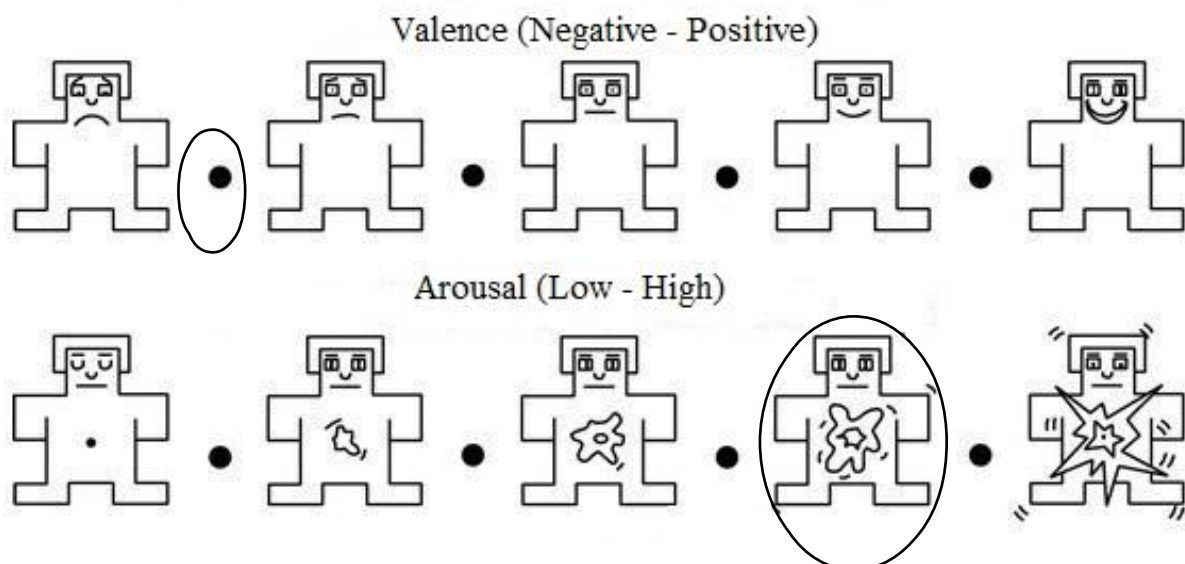 Valence (Negative - Positive)
Arousal (Low - High)